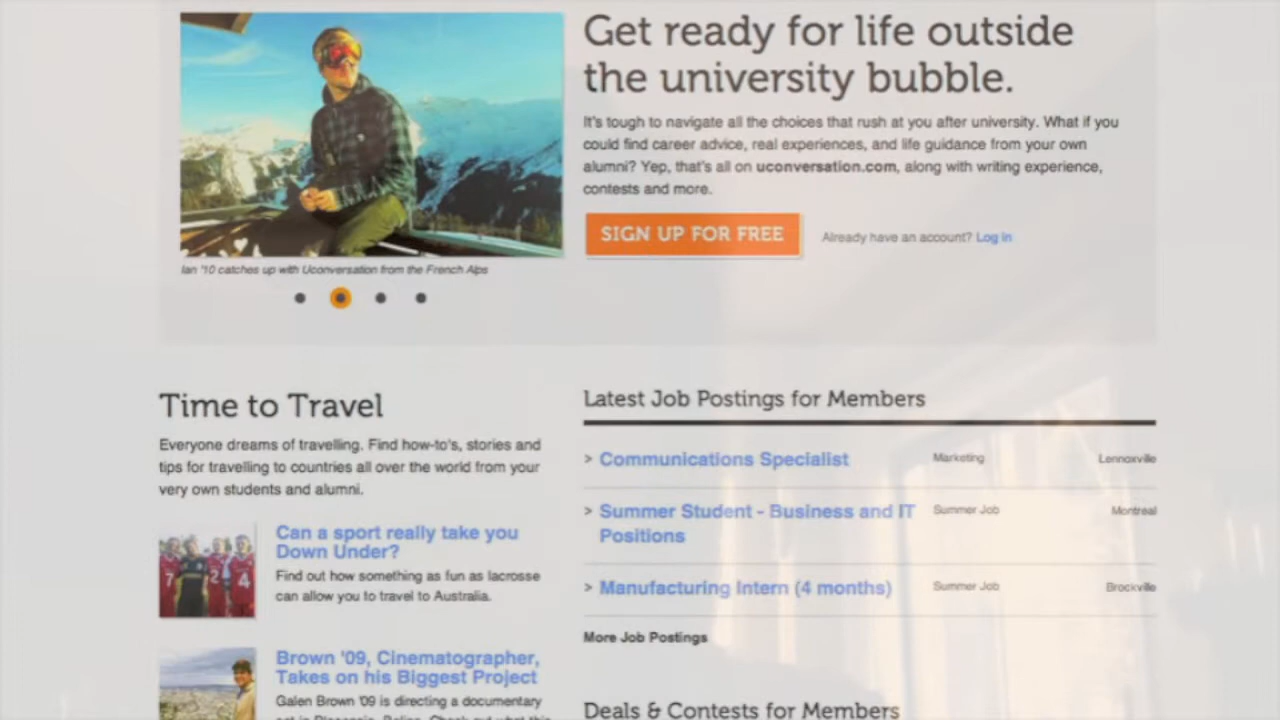 Get ready for life outside
the university bubble.
It's tough to navigate all the choices that rush at you after university. What if you
could find career advice, real experiences, and life guidance from your own
alumni? Yep, that's all on uconversation.com, along with writing experience,
contests and more.
SIGN UP FOR FREE
Already have an account? Log in
Ian '10 catches up with Uconversation from the French Alps
Time to Travel
Everyone dreams of travelling. Find how-to's, stories and
tips for travelling to countries all over the world from your
very own students and alumni.
Can a sport really take you
Down Under?
Find out how something as fun as lacrosse
can allow you to travel to Australia.
7 2 4
Brown '09, Cinematographer,
Takes on his Biggest Project
Galen Brown '09 is directing a documentary
Latest Job Postings for Members
> Communications Specialist Marketing Lennoxville
> Summer Student - Business and IT Summer Job Montreal
Positions
> Manufacturing Intern (4 months) Summer Job Brockville
More Job Postings
Deals & Contests for Members